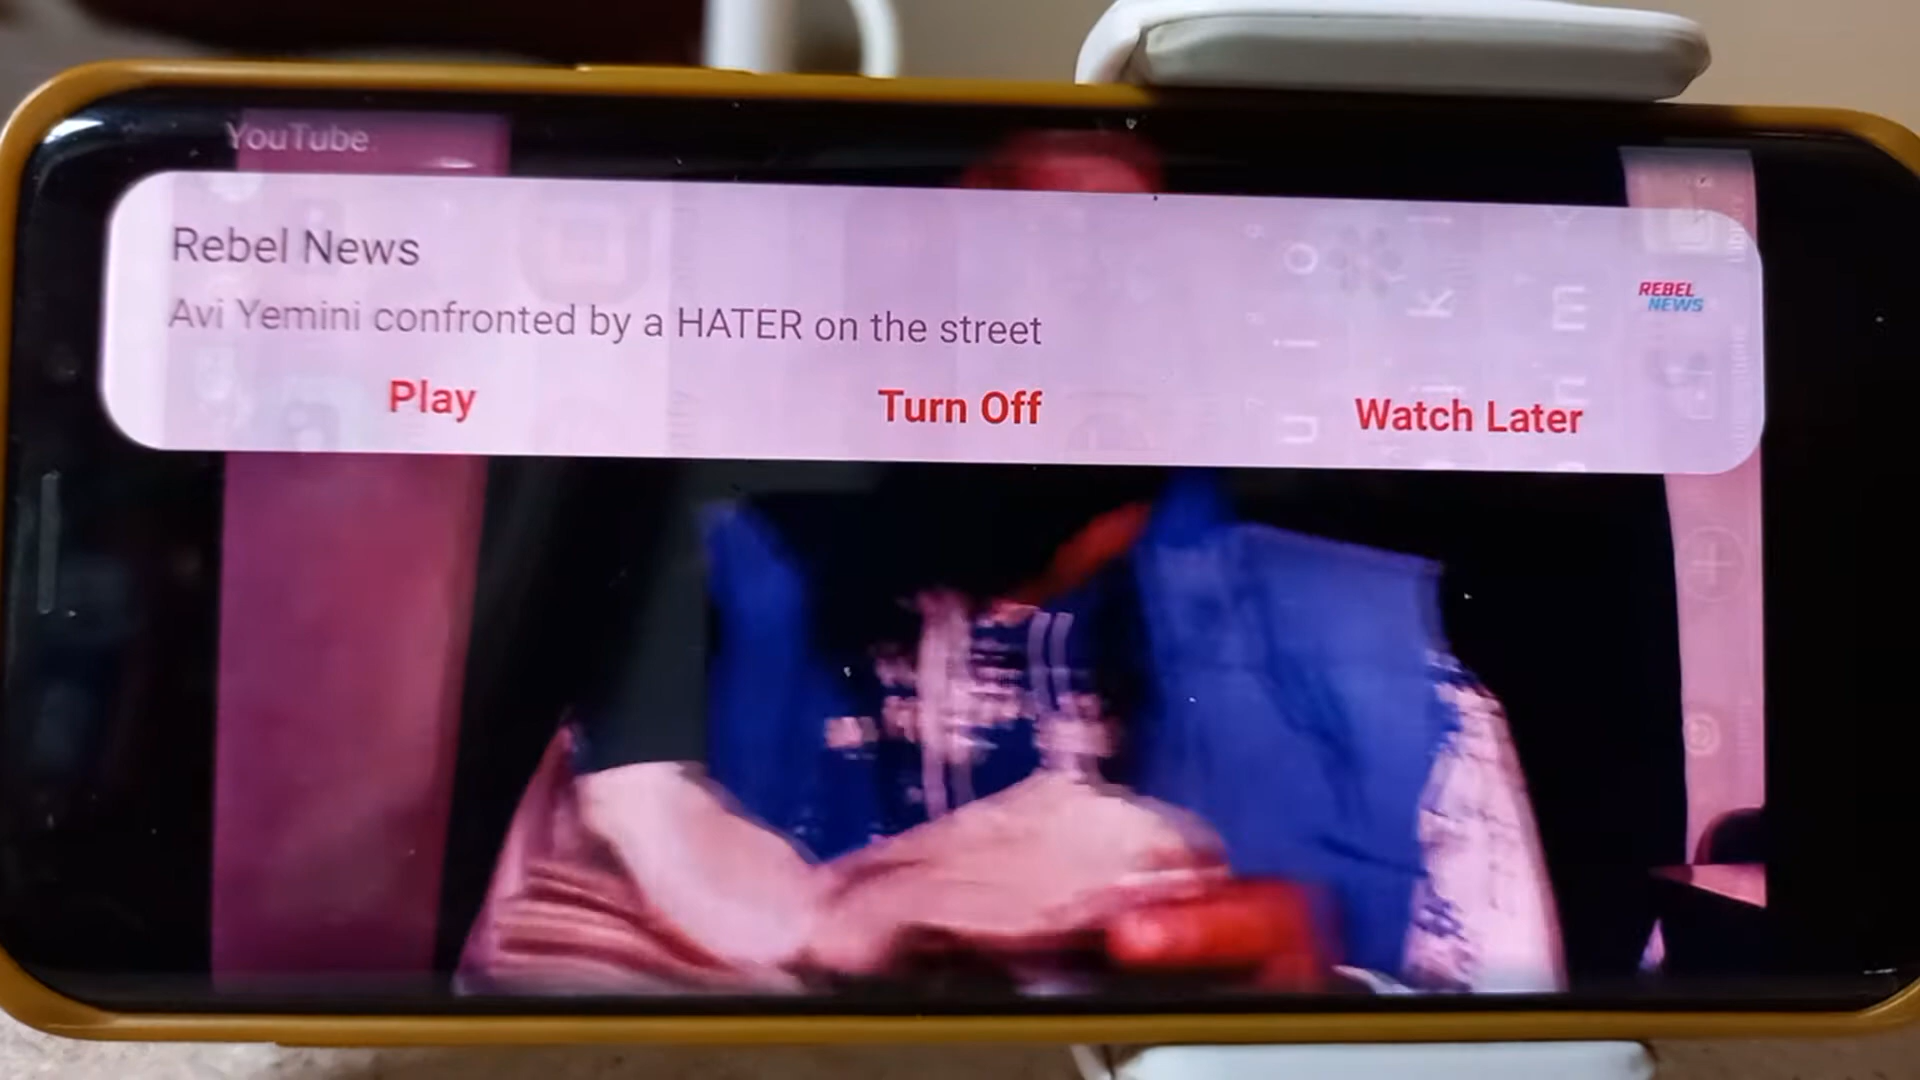 YouTube
Rebel News
Avi Yemini confronted by a HATER on the street
REBEL
NEWS
Play
Turn Off
Watch Later